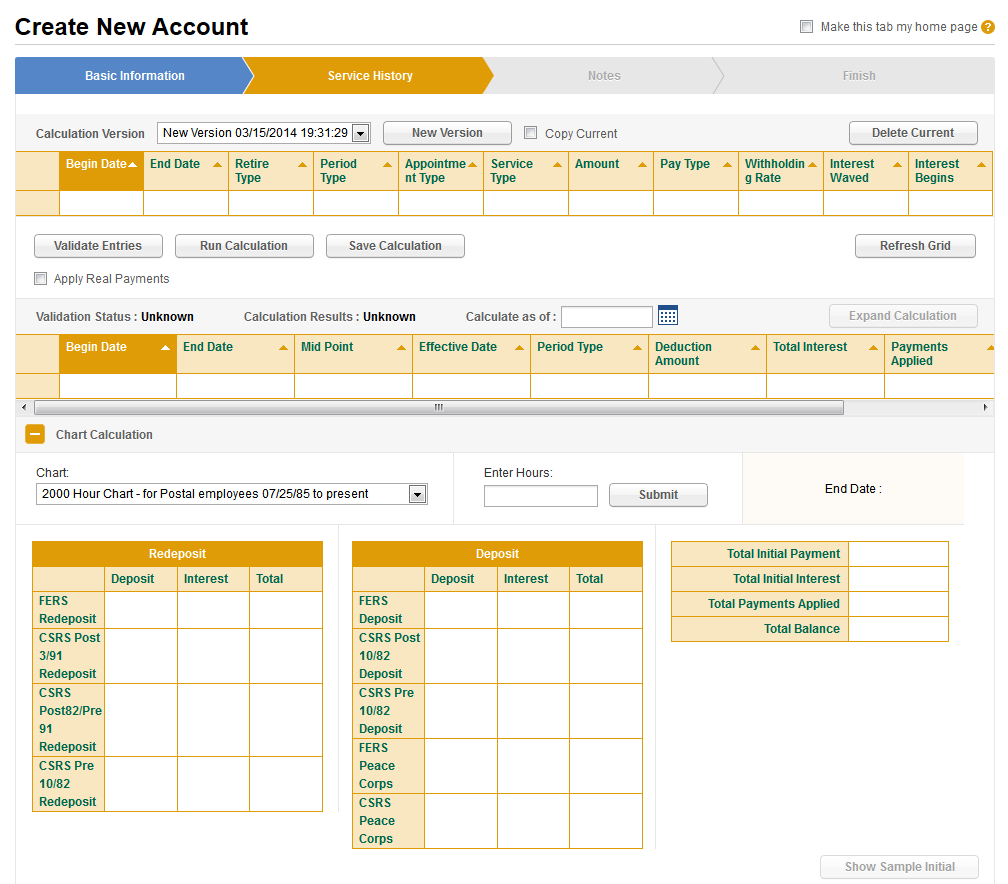 Create New Account
Make this tab my home page ?
Basic Information Service History Notes Finish
Calculation Version New Version 03/15/2014 19:31:29 New Version Copy Current Delete Current
Begin Date End Date Retire Period Appointme Service Amount Pay Type Withholdin Interest Interest
Type Type nt Type Type g Rate Waved Begins
Validate Entries Run Calculation Save Calculation Refresh Grid
Apply Real Payments
Validation Status : Unknown Calculation Results : Unknown Calculate as of : Expand Calculation
Begin Date End Date Mid Point Effective Date Period Type Deduction Total Interest Payments
Amount Applied
Chart Calculation
Chart: Enter Hours:
2000 Hour Chart - for Postal employees 07/25/85 to present Submit End Date :
Redeposit
Deposit Interest Total
FERS
Redeposit
CSRS Post
3/91
Redeposit
CSRS
Post82/Pre
91
Redeposit
CSRS Pre
10/82
Redeposit
Deposit
Deposit Interest Total
FERS
Deposit
CSRS Post
10/82
Deposit
CSRS Pre
10/82
Deposit
FERS
Peace
Corps
CSRS
Peace
Corps
Total Initial Payment
Total Initial Interest
Total Payments Applied
Total Balance
Show Sample Initial